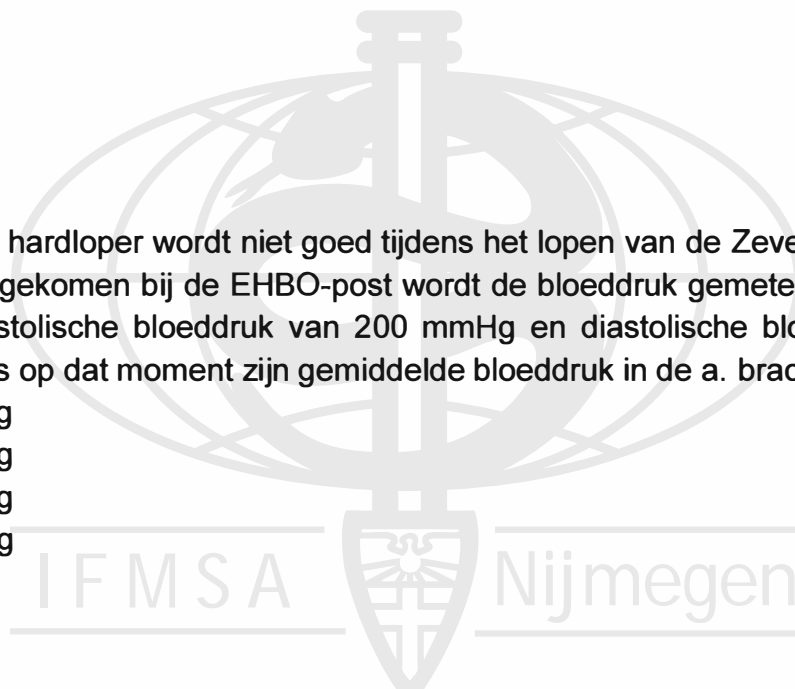 hardloper wordt niet goed tijdens het lopen van de Zeve
gekomen bij de EHBO-post wordt de bloeddruk gemete
stolische bloeddruk van 200 mmHg en diastolische blo
s op dat moment zijn gemiddelde bloeddruk in de a. brac
g
g
g
g
IFMSA Nijmegen